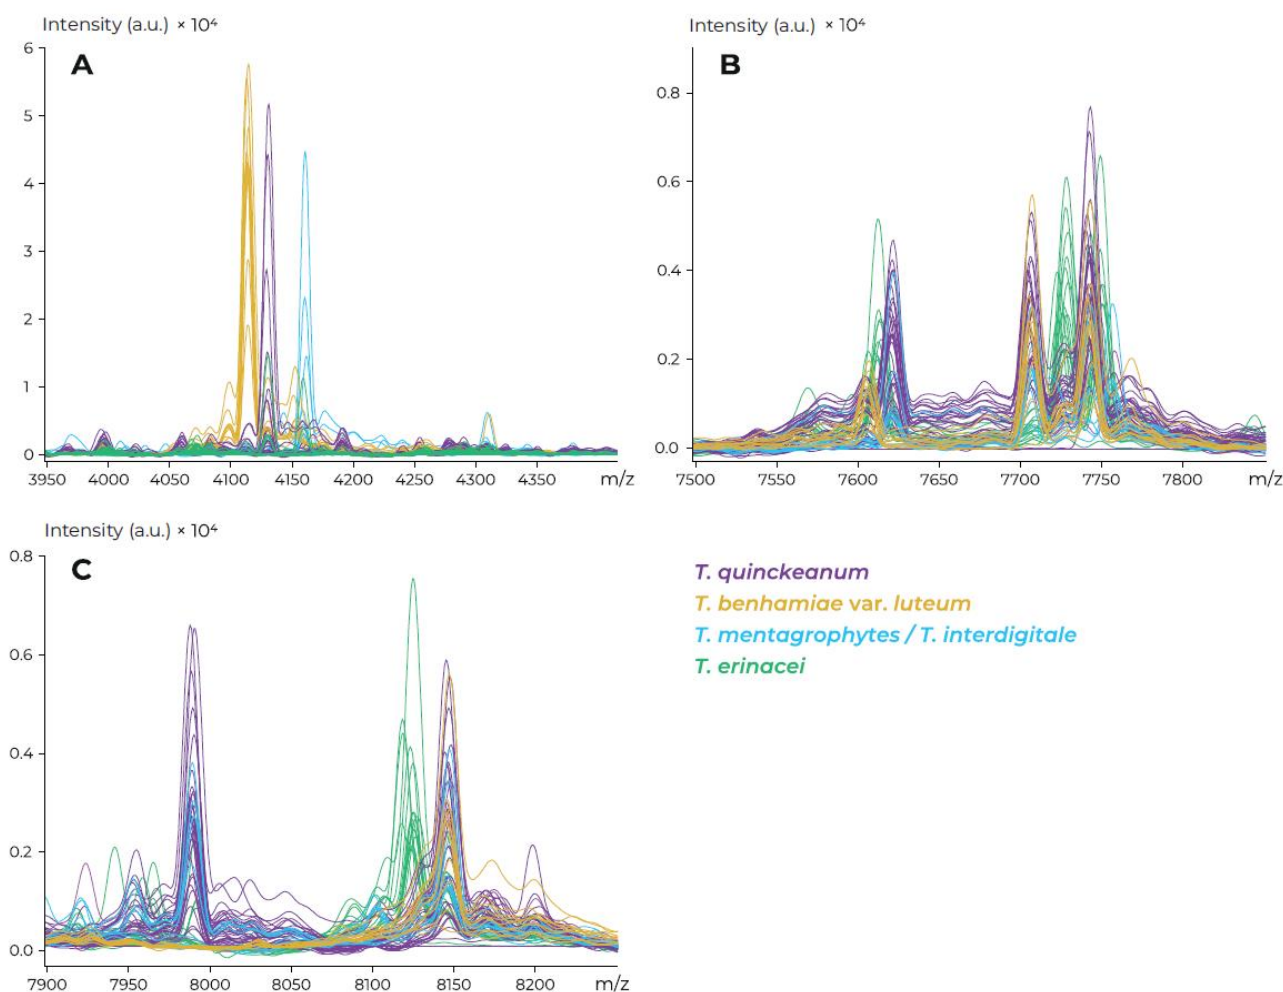 Intensity (a.u.) × 10⁴
A
6
5
4
3
2
1
0
3950 4000 4050 4100 4150 4200 4250 4300 4350 m/z
Intensity (a.u.) × 10⁴
B
0.8
0.6
0.4
0.2
0.0
7500 7550 7600 7650 7700 7750 7800 m/z
Intensity (a.u.) × 10⁴
C
0.8
0.6
0.4
0.2
0.0
7900 7950 8000 8050 8100 8150 8200 m/z
T. quinckeanum
T. benhamiae var. luteum
T. mentagrophytes / T. interdigitale
T. erinacei